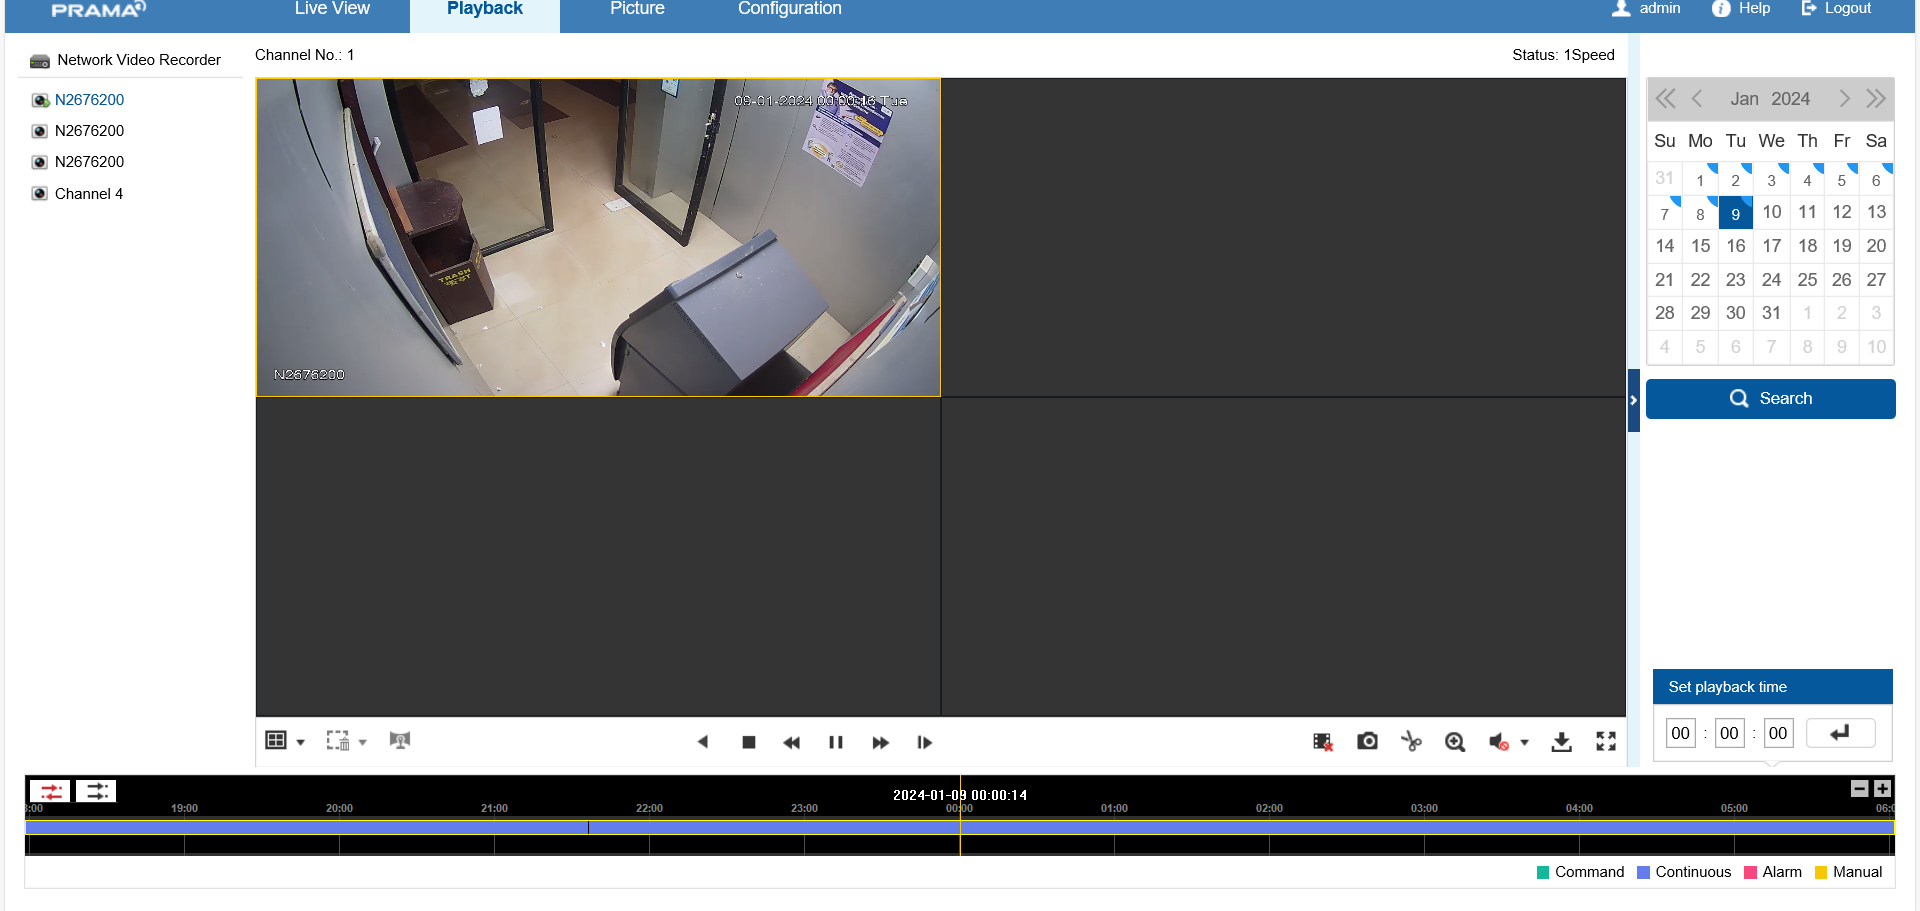 PRAMA
Live View
Playback
Picture
Configuration
admin
Help
Logout
Network Video Recorder
N2676200
N2676200
N2676200
Channel 4
Channel No.: 1
Status: 1Speed
09-01-2024 00:00:16 Tue
TRASH
N2676200
Jan 2024
Su Mo Tu We Th Fr Sa
31 1 2 3 4 5 6
7 8 9 10 11 12 13
14 15 16 17 18 19 20
21 22 23 24 25 26 27
28 29 30 31 1 2 3
4 5 6 7 8 9 10
Search
Set playback time
00 : 00 : 00
2024-01-09 00:00:14
:00 19:00 20:00 21:00 22:00 23:00 00:00 01:00 02:00 03:00 04:00 05:00 06:0
Command Continuous Alarm Manual